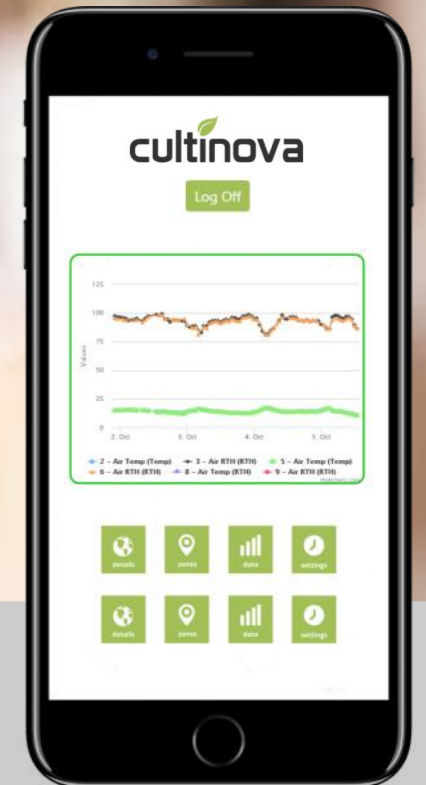 cultinova
Log Off
125
100
75
50
25
0
Values
2. Oct 3. Oct 4. Oct 5. Oct
2 - Air Temp (Temp) 3 - Air RTH (RTH) 5 - Air Temp (Temp)
6 - Air RTH (RTH) 8 - Air Temp (RTH) 9 - Air RTH (RTH)
details zones data settings
details zones data settings